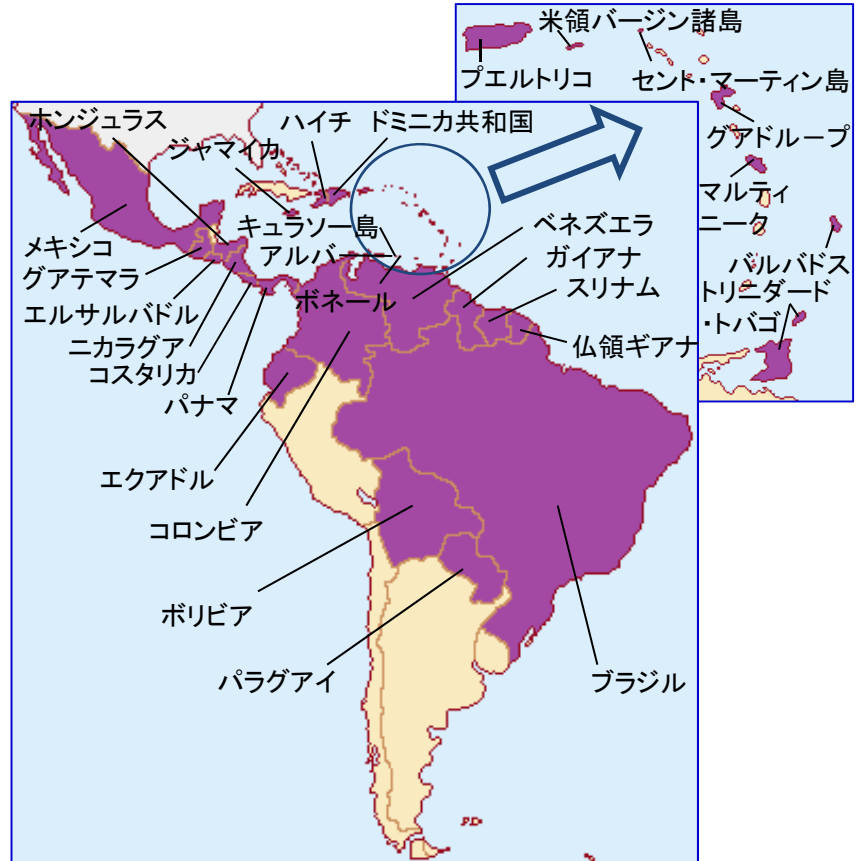 米領バージン諸島
プエルトリコ
セント・マーティン島
グアドループ
マルティ
ニーク
バルバドス
トリニダード
・トバゴ
ホンジュラス
ハイチ
ドミニカ共和国
ジャマイカ
キュラソー島
アルバ
ボネール
ベネズエラ
ガイアナ
スリナム
仏領ギアナ
メキシコ
グアテマラ
エルサルバドル
ニカラグア
コスタリカ
パナマ
エクアドル
コロンビア
ボリビア
パラグアイ
ブラジル